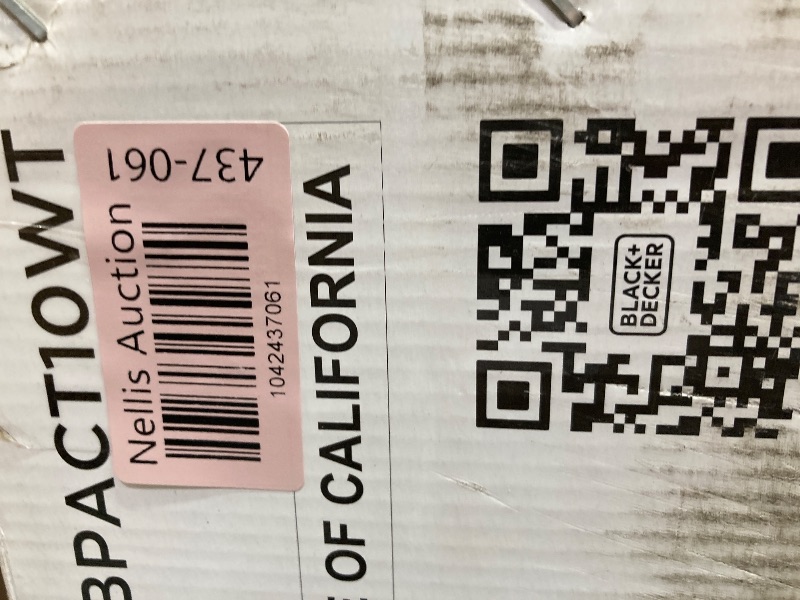 BPACT10WT
Nellis Auction
437-061
1042437061
OF CALIFORNIA
BLACK+
DECKER